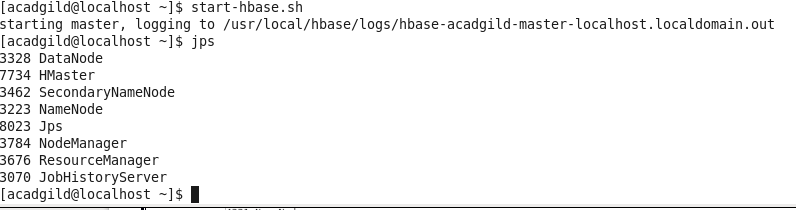 [acadgild@localhost ~]$ start-hbase.sh
starting master, logging to /usr/local/hbase/logs/hbase-acadgild-master-localhost.localdomain.out
[acadgild@localhost ~]$ jps
3328 DataNode
7734 HMaster
3462 SecondaryNameNode
3223 NameNode
8023 Jps
3784 NodeManager
3676 ResourceManager
3070 JobHistoryServer
[acadgild@localhost ~]$